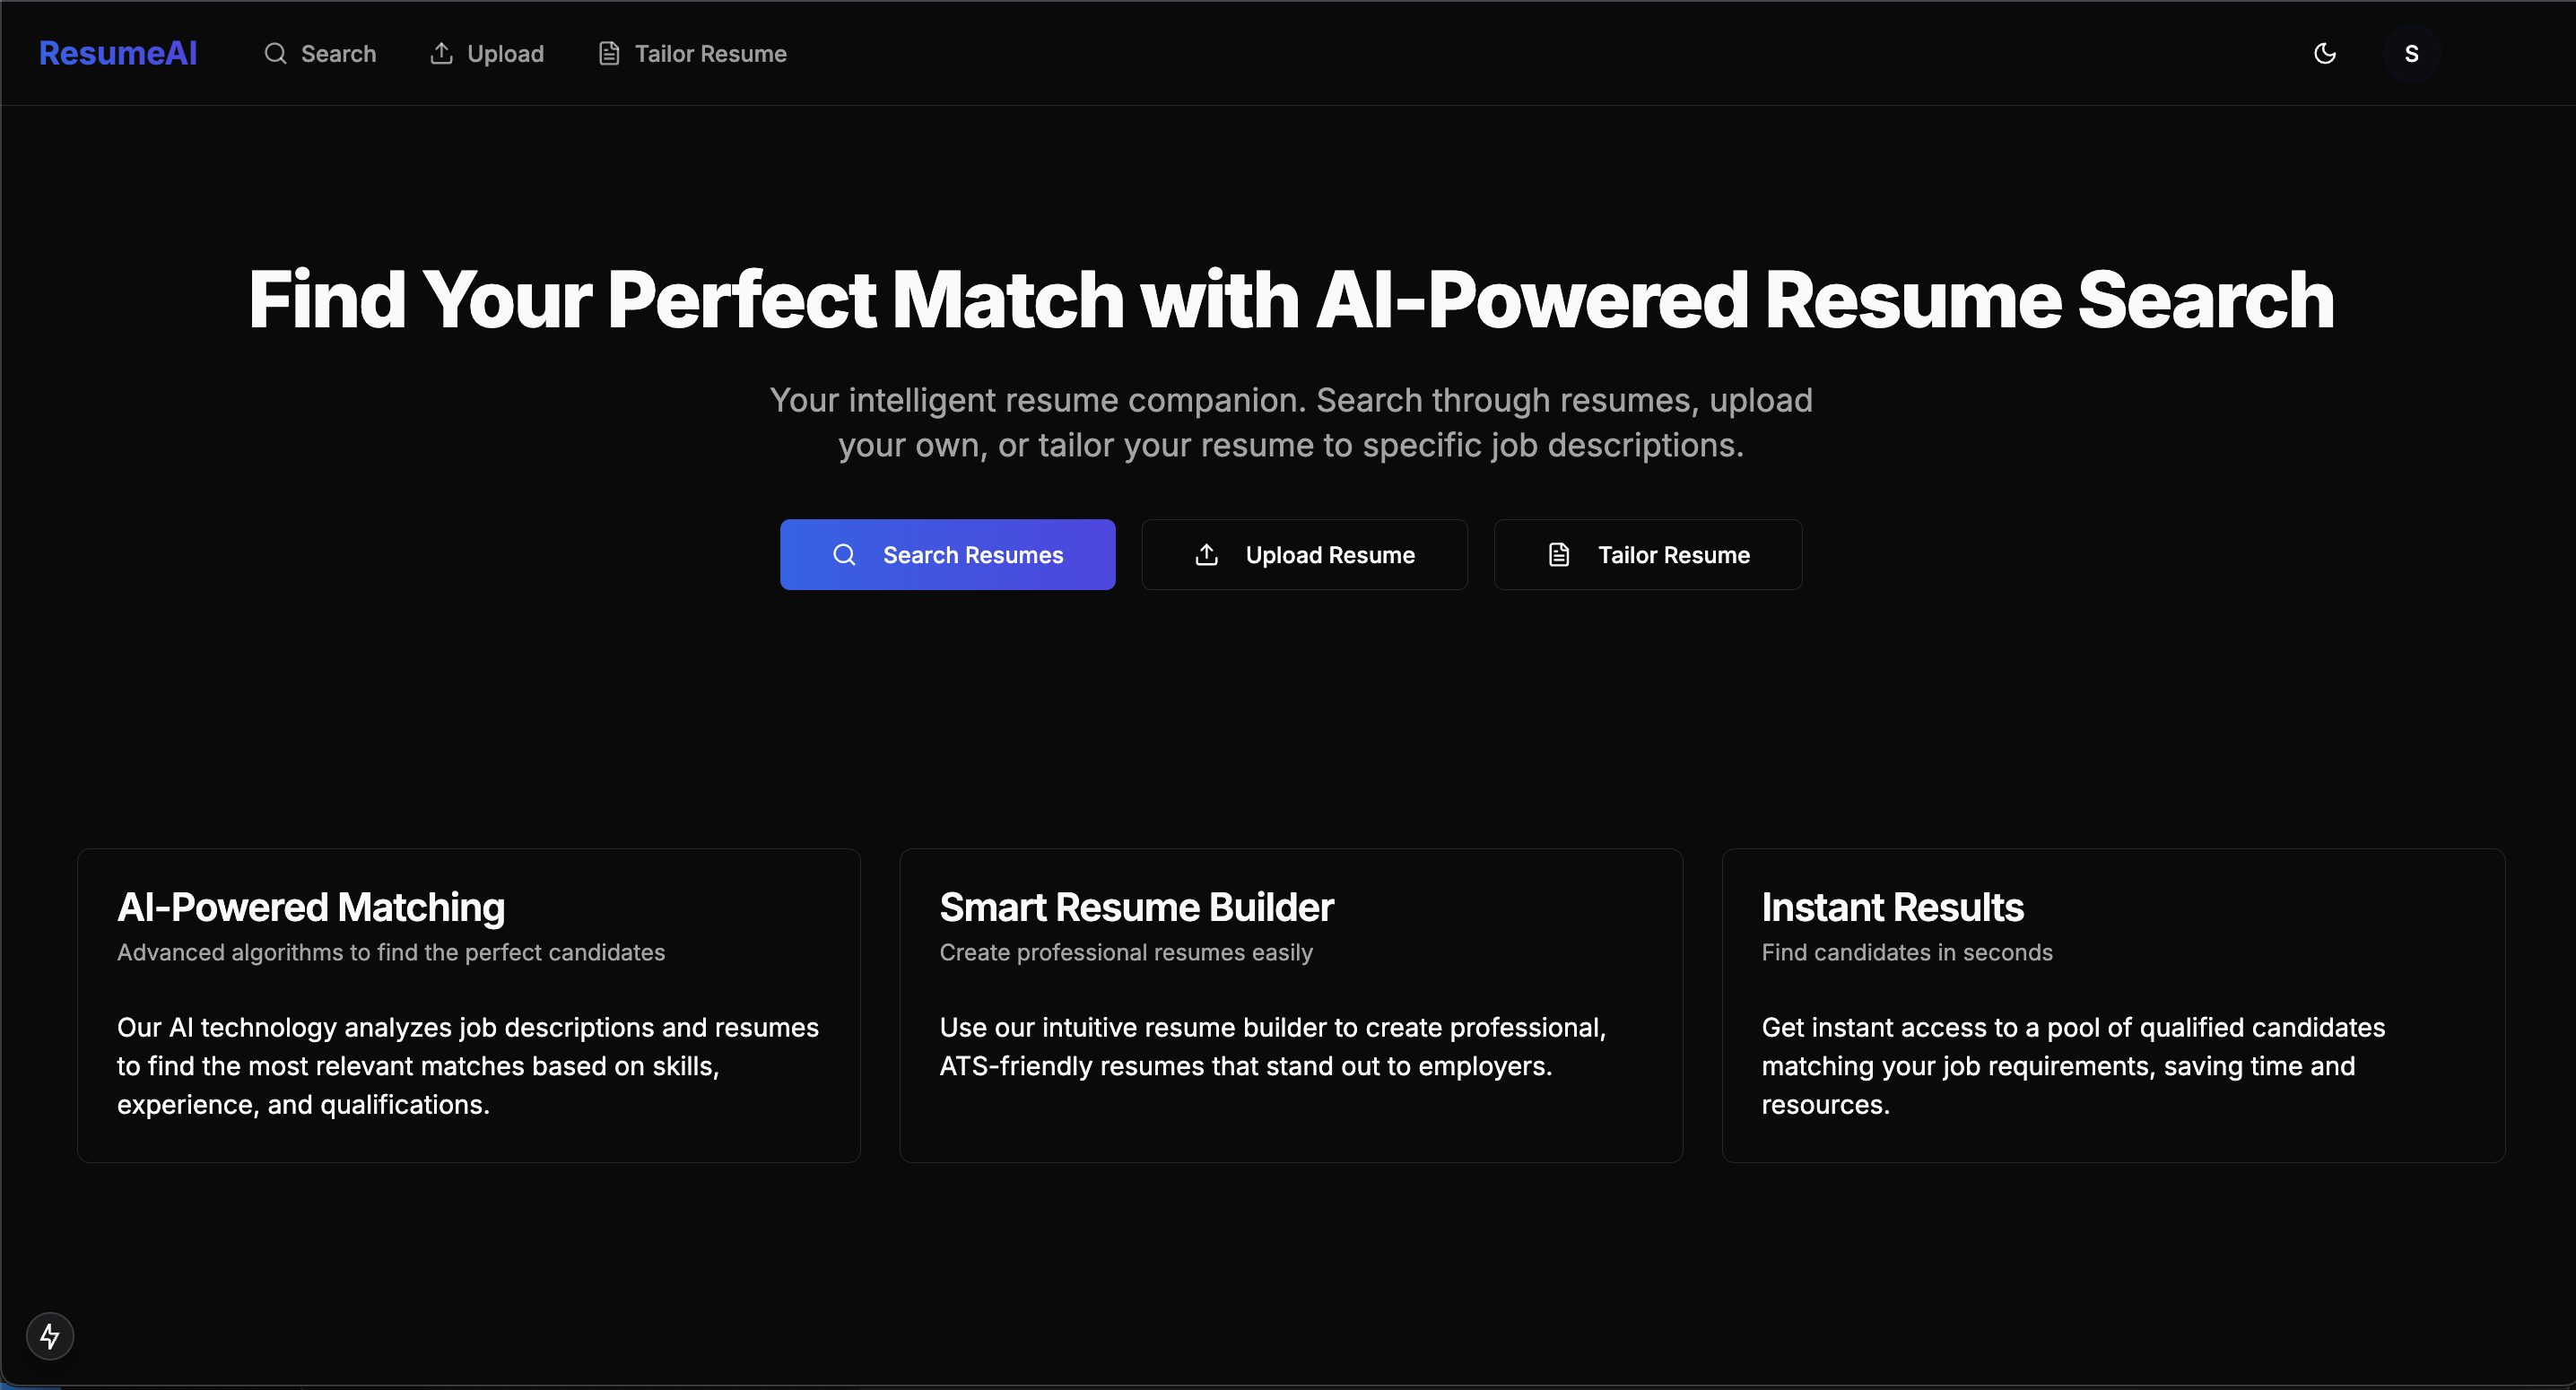 ResumeAI
Search
Upload
Tailor Resume
S
Find Your Perfect Match with AI-Powered Resume Search
Your intelligent resume companion. Search through resumes, upload
your own, or tailor your resume to specific job descriptions.
Search Resumes
Upload Resume
Tailor Resume
AI-Powered Matching
Advanced algorithms to find the perfect candidates
Our AI technology analyzes job descriptions and resumes
to find the most relevant matches based on skills,
experience, and qualifications.
Smart Resume Builder
Create professional resumes easily
Use our intuitive resume builder to create professional,
ATS-friendly resumes that stand out to employers.
Instant Results
Find candidates in seconds
Get instant access to a pool of qualified candidates
matching your job requirements, saving time and
resources.